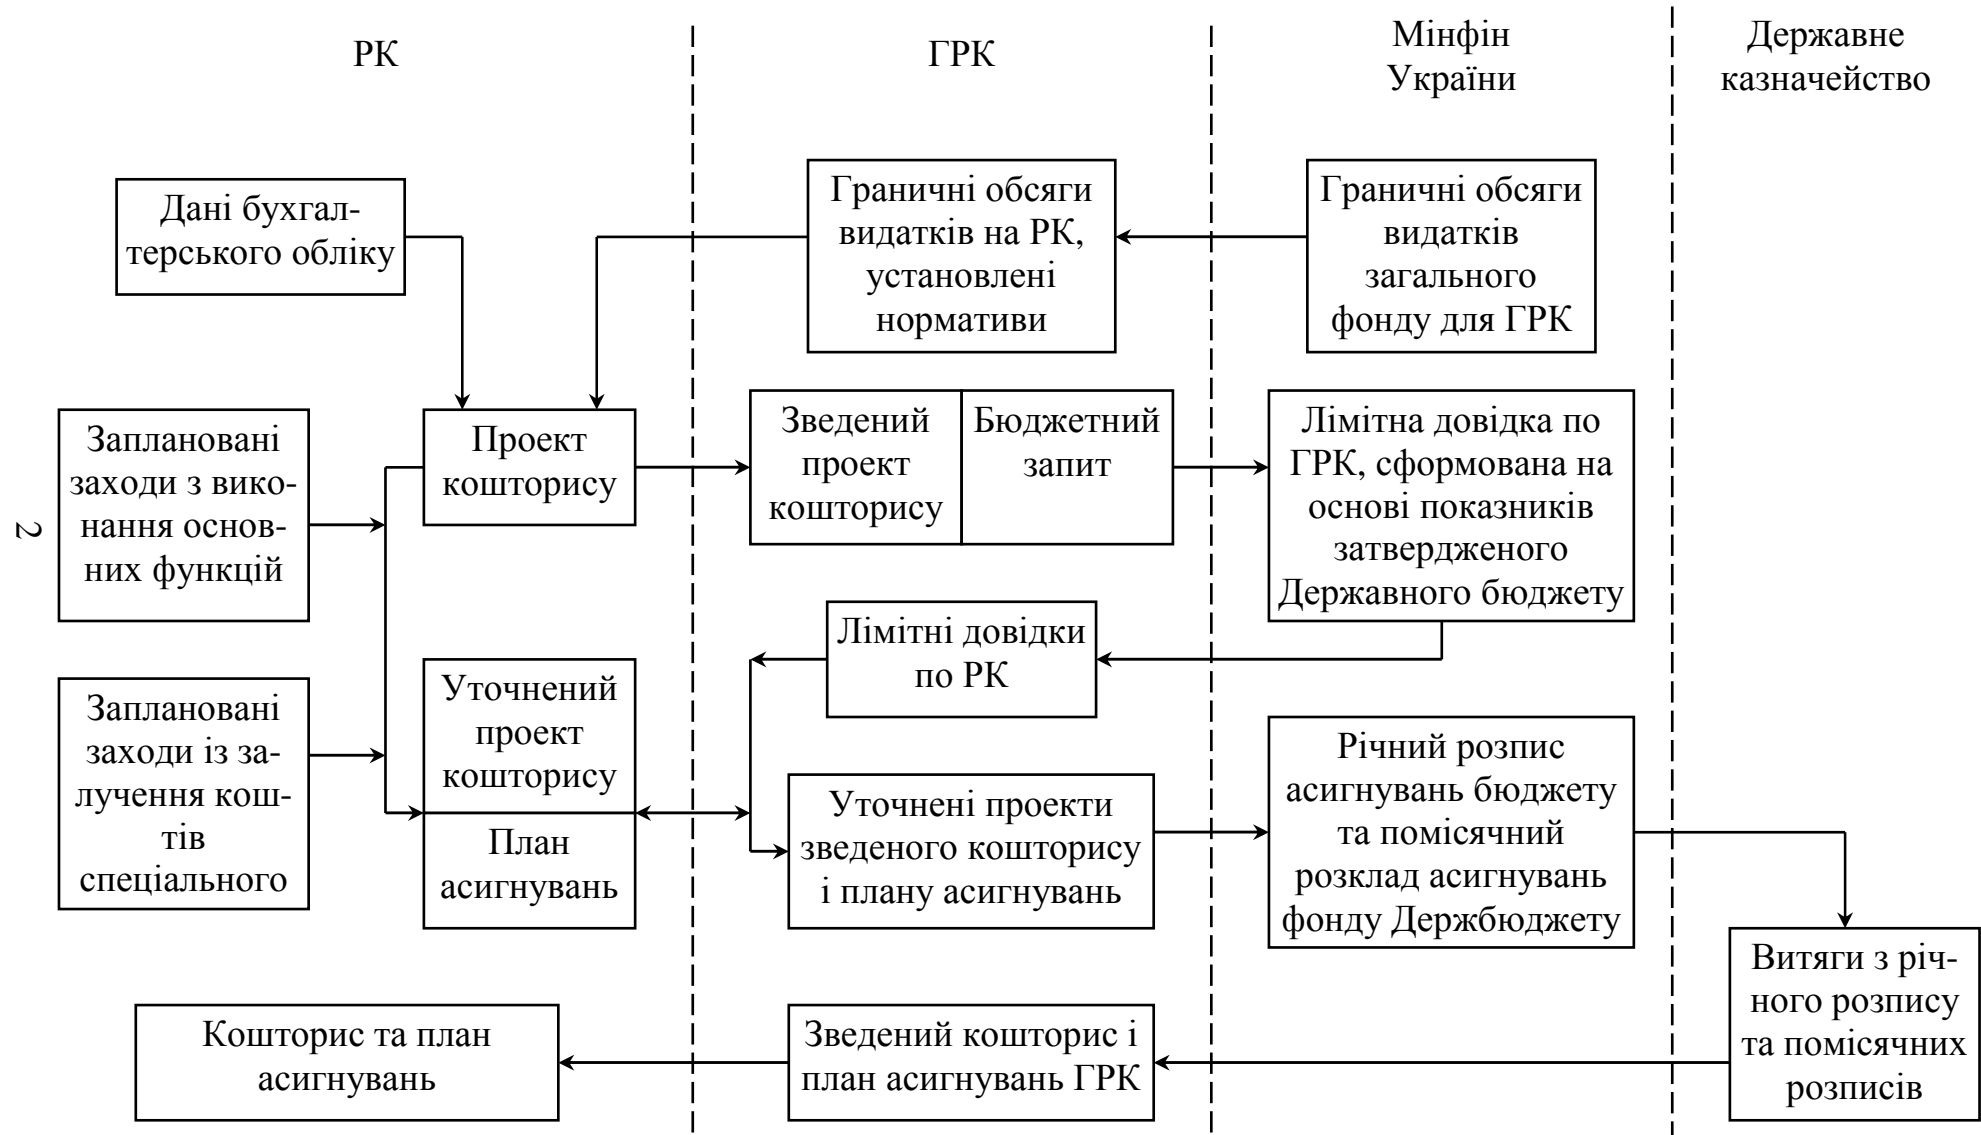 РК
ГРК
Мінфін
України
Державне
казначейство
Дані бухгал-
терського обліку
Граничні обсяги
видатків на РК,
установлені
нормативи
Граничні обсяги
видатків
загального
фонду для ГРК
Заплановані
заходи з вико-
нання основ-
них функцій
Проект
кошторису
Зведений
проект
кошторису
Бюджетний
запит
Лімітна довідка по
ГРК, сформована на
основі показників
затвердженого
Державного бюджету
2
Лімітні довідки
по РК
Заплановані
заходи із за-
лучення кош-
тів
спеціального
Уточнений
проект
кошторису
План
асигнувань
Уточнені проекти
зведеного кошторису
і плану асигнувань
Річний розпис
асигнувань бюджету
та помісячний
розклад асигнувань
фонду Держбюджету
Витяги з річ-
ного розпису
та помісячних
розписів
Кошторис та план
асигнувань
Зведений кошторис і
план асигнувань ГРК